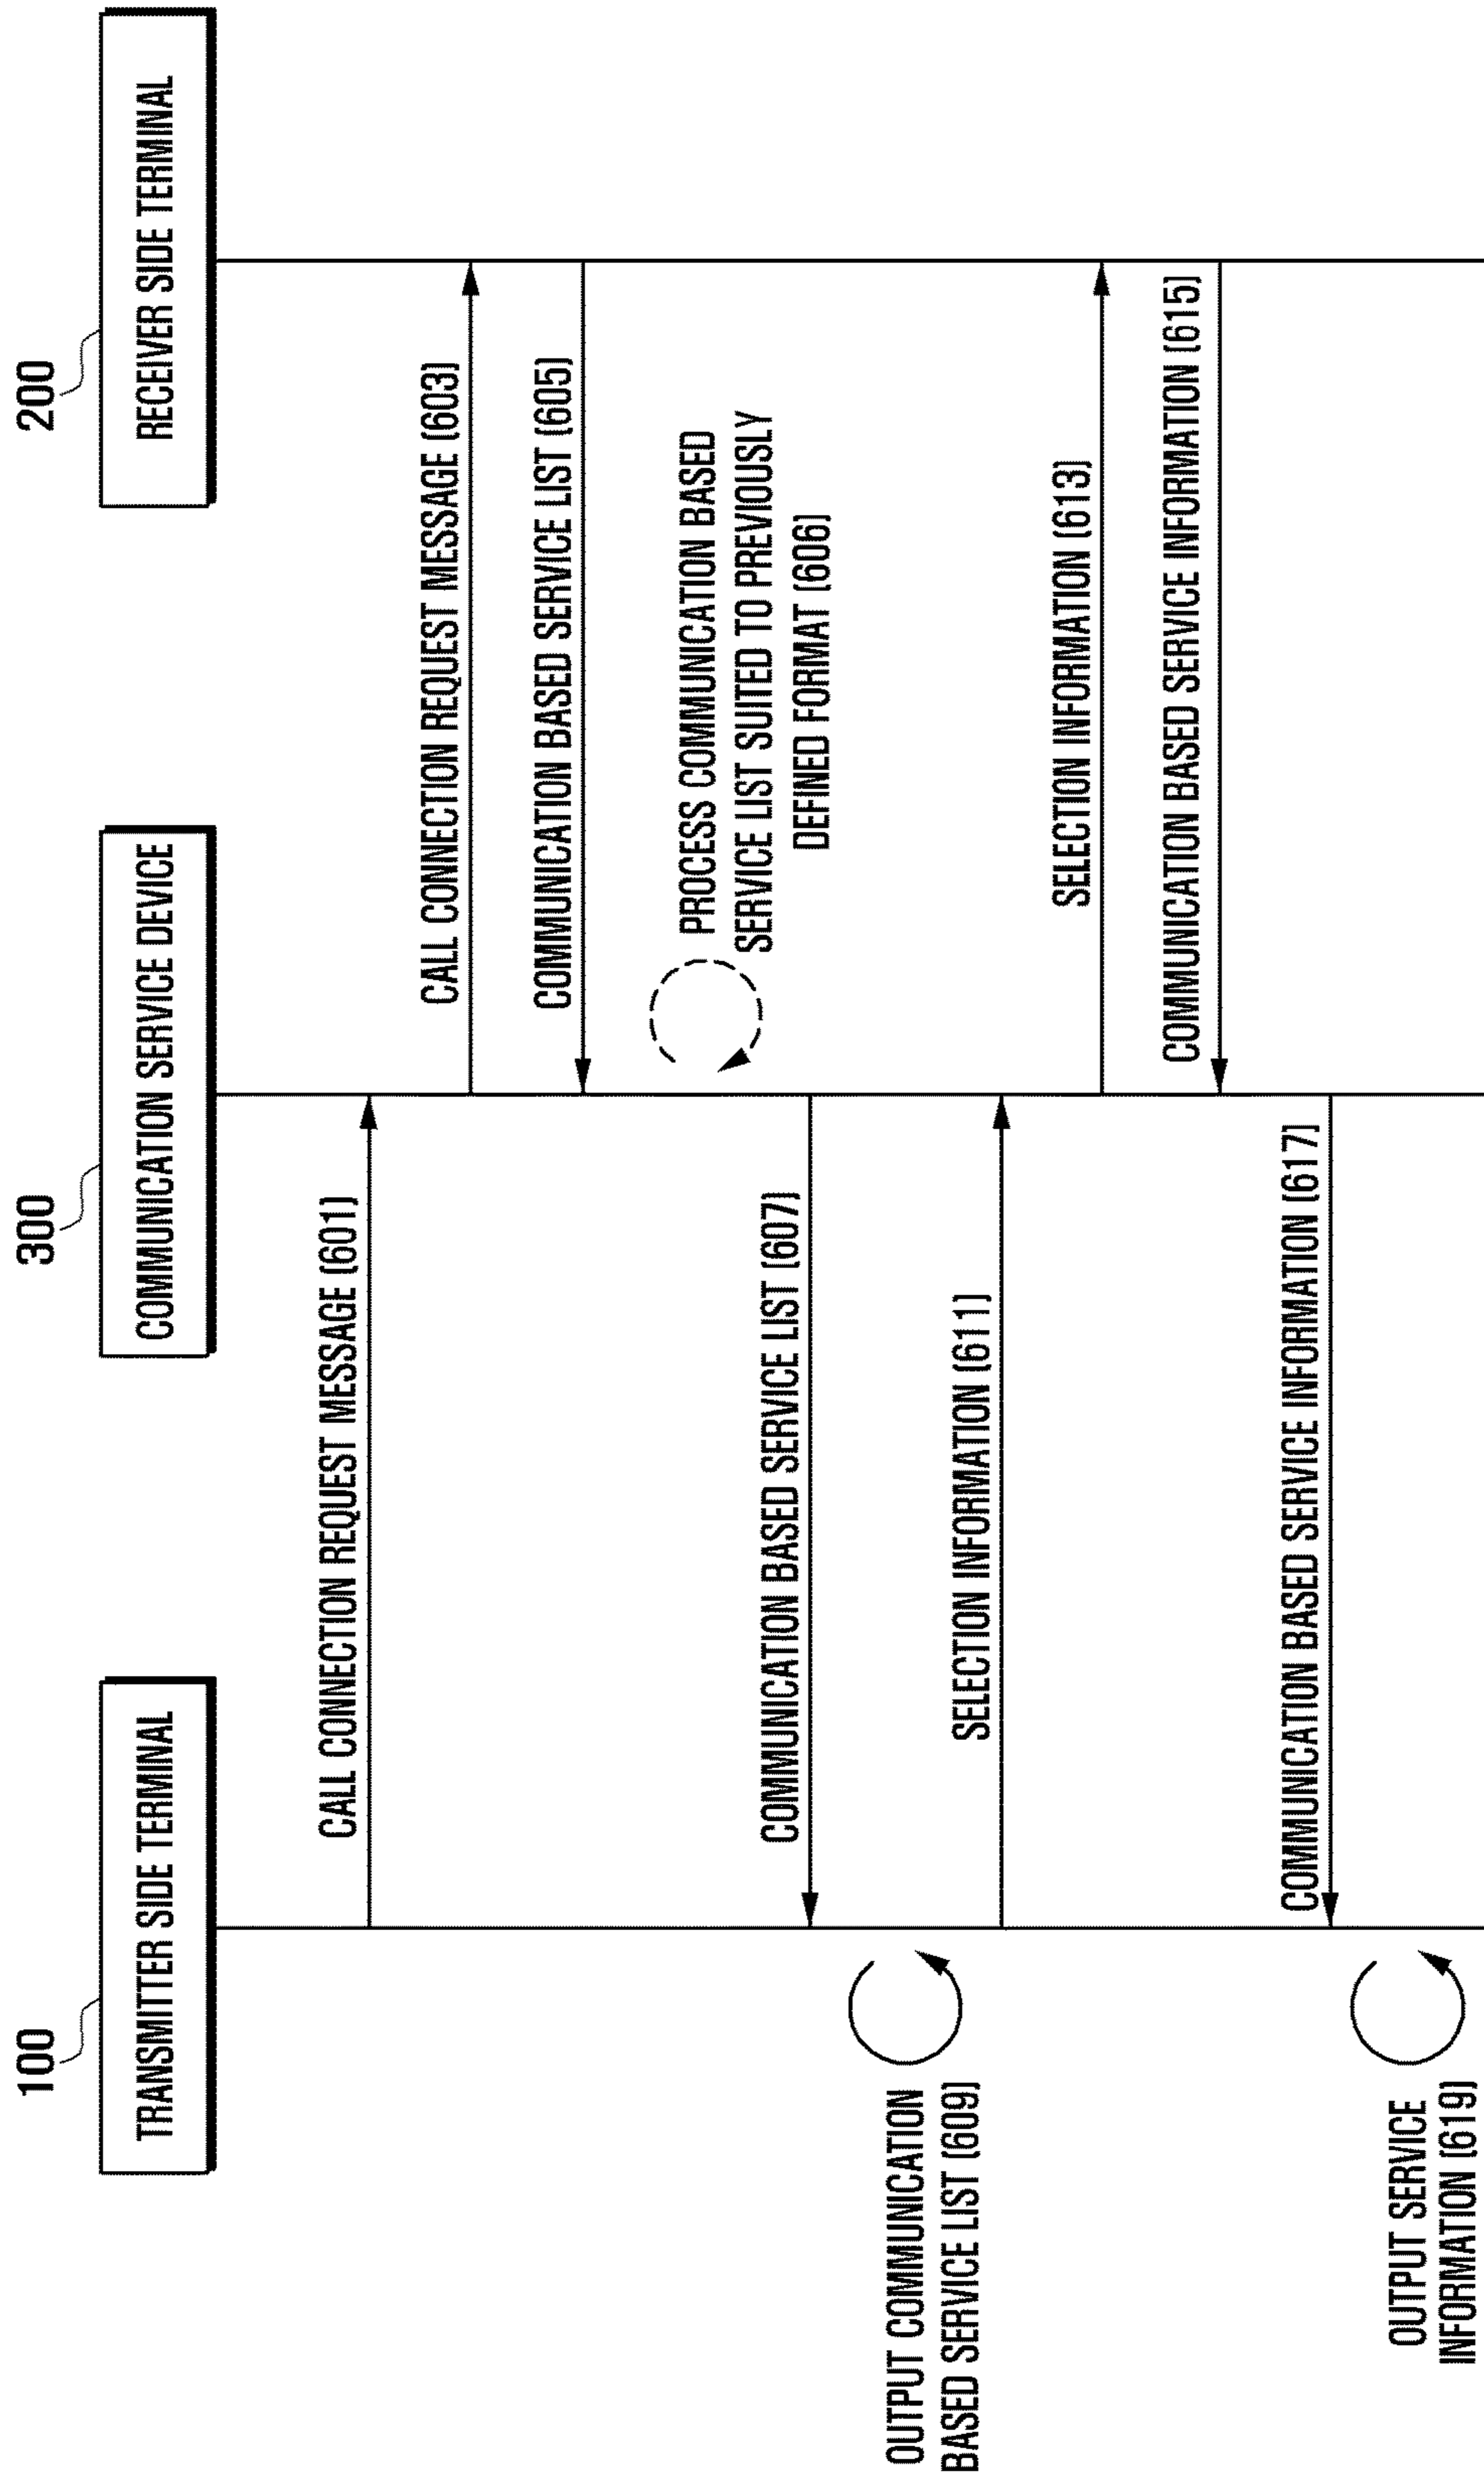 100
300
200
TRANSMITTER SIDE TERMINAL
COMMUNICATION SERVICE DEVICE
RECEIVER SIDE TERMINAL
CALL CONNECTION REQUEST MESSAGE (601)
CALL CONNECTION REQUEST MESSAGE (603)
COMMUNICATION BASED SERVICE LIST (605)
PROCESS COMMUNICATION BASED
SERVICE LIST SUITED TO PREVIOUSLY
DEFINED FORMAT (606)
COMMUNICATION BASED SERVICE LIST (607)
OUTPUT COMMUNICATION
BASED SERVICE LIST (609)
SELECTION INFORMATION (611)
SELECTION INFORMATION (613)
COMMUNICATION BASED SERVICE INFORMATION (615)
COMMUNICATION BASED SERVICE INFORMATION (617)
OUTPUT SERVICE
INFORMATION (619)